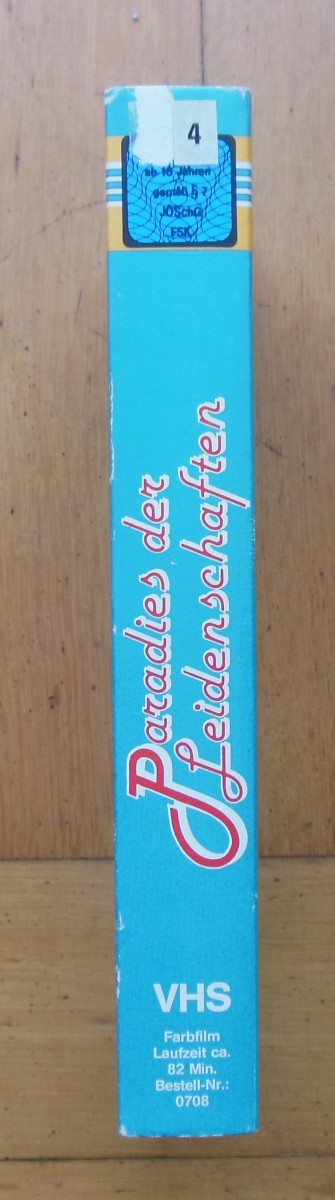 4
ab 16 Jahren
gemäß § 7
JÖSchG
FSK
Paradies der
Leidenschaften
VHS
Farbfilm
Laufzeit ca.
82 Min.
Bestell-Nr.:
0708